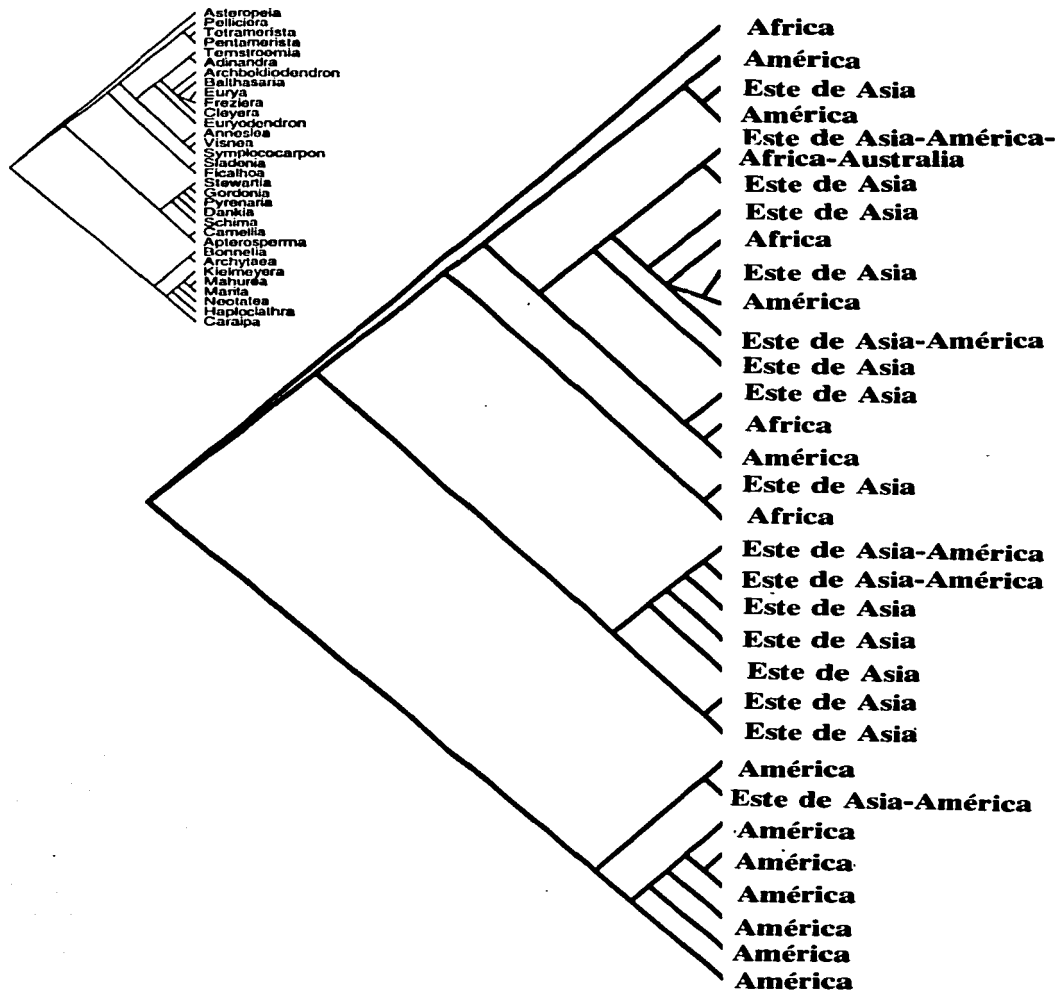 Asteropeia
Pelliciera
Tetramerista
Pentamerista
Ternstroemia
Adinandra
Archboldiodendron
Balthasaria
Eurya
Freziera
Cleyera
Euryodendron
Anneslea
Visnea
Symplococarpon
Sladenia
Ficalhoa
Stewartia
Gordonia
Pyrenaria
Dankia
Schima
Camellia
Apterosperma
Bonnetia
Archytaea
Kielmeyera
Mahurea
Marila
Neotatea
Haploclathra
Caraipa
Africa
América
Este de Asia
América
Este de Asia-América-
Africa-Australia
Este de Asia
Este de Asia
Africa
Este de Asia
América
Este de Asia-América
Este de Asia
Este de Asia
Africa
América
Este de Asia
Africa
Este de Asia-América
Este de Asia-América
Este de Asia
Este de Asia
Este de Asia
Este de Asia
Este de Asia
América
Este de Asia-América
América
América
América
América
América
América